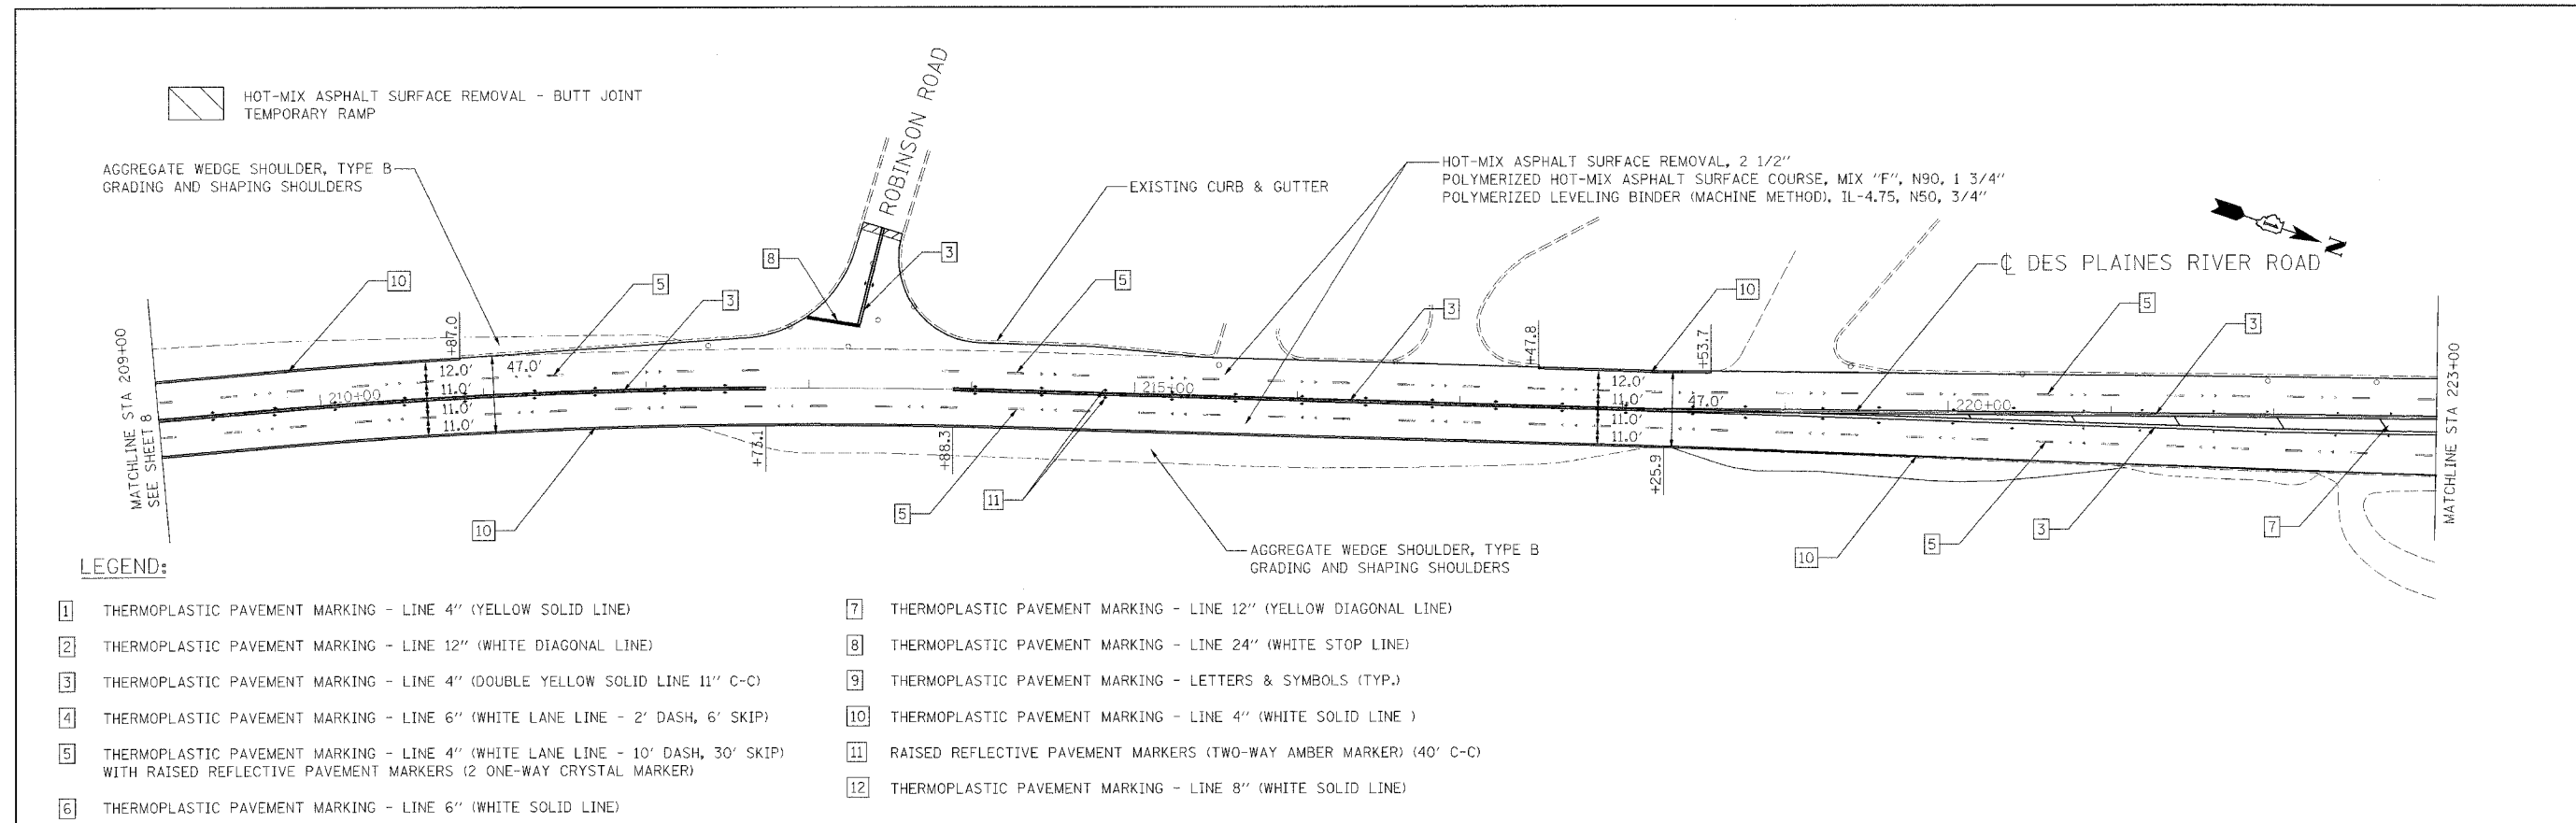 HOT-MIX ASPHALT SURFACE REMOVAL - BUTT JOINT
TEMPORARY RAMP
ROBINSON ROAD
AGGREGATE WEDGE SHOULDER, TYPE B
GRADING AND SHAPING SHOULDERS
EXISTING CURB & GUTTER
HOT-MIX ASPHALT SURFACE REMOVAL, 2 1/2"
POLYMERIZED HOT-MIX ASPHALT SURFACE COURSE, MIX "F", N90, 1 3/4"
POLYMERIZED LEVELING BINDER (MACHINE METHOD), IL-4.75, N50, 3/4"
N
℄ DES PLAINES RIVER ROAD
10
5
3
8
3
5
3
10
5
3
MATCHLINE STA 209+00
SEE SHEET 8
+87.0
12.0'
11.0'
11.0'
11.0'
47.0'
210+00
215+00
220+00
+47.8
+53.7
12.0'
11.0'
11.0'
11.0'
47.0'
+73.1
+88.3
+25.9
MATCHLINE STA 223+00
10
5
11
10
5
3
7
AGGREGATE WEDGE SHOULDER, TYPE B
GRADING AND SHAPING SHOULDERS
LEGEND:
1 THERMOPLASTIC PAVEMENT MARKING - LINE 4" (YELLOW SOLID LINE)
2 THERMOPLASTIC PAVEMENT MARKING - LINE 12" (WHITE DIAGONAL LINE)
3 THERMOPLASTIC PAVEMENT MARKING - LINE 4" (DOUBLE YELLOW SOLID LINE 11" C-C)
4 THERMOPLASTIC PAVEMENT MARKING - LINE 6" (WHITE LANE LINE - 2' DASH, 6' SKIP)
5 THERMOPLASTIC PAVEMENT MARKING - LINE 4" (WHITE LANE LINE - 10' DASH, 30' SKIP)
WITH RAISED REFLECTIVE PAVEMENT MARKERS (2 ONE-WAY CRYSTAL MARKER)
6 THERMOPLASTIC PAVEMENT MARKING - LINE 6" (WHITE SOLID LINE)
7 THERMOPLASTIC PAVEMENT MARKING - LINE 12" (YELLOW DIAGONAL LINE)
8 THERMOPLASTIC PAVEMENT MARKING - LINE 24" (WHITE STOP LINE)
9 THERMOPLASTIC PAVEMENT MARKING - LETTERS & SYMBOLS (TYP.)
10 THERMOPLASTIC PAVEMENT MARKING - LINE 4" (WHITE SOLID LINE )
11 RAISED REFLECTIVE PAVEMENT MARKERS (TWO-WAY AMBER MARKER) (40' C-C)
12 THERMOPLASTIC PAVEMENT MARKING - LINE 8" (WHITE SOLID LINE)